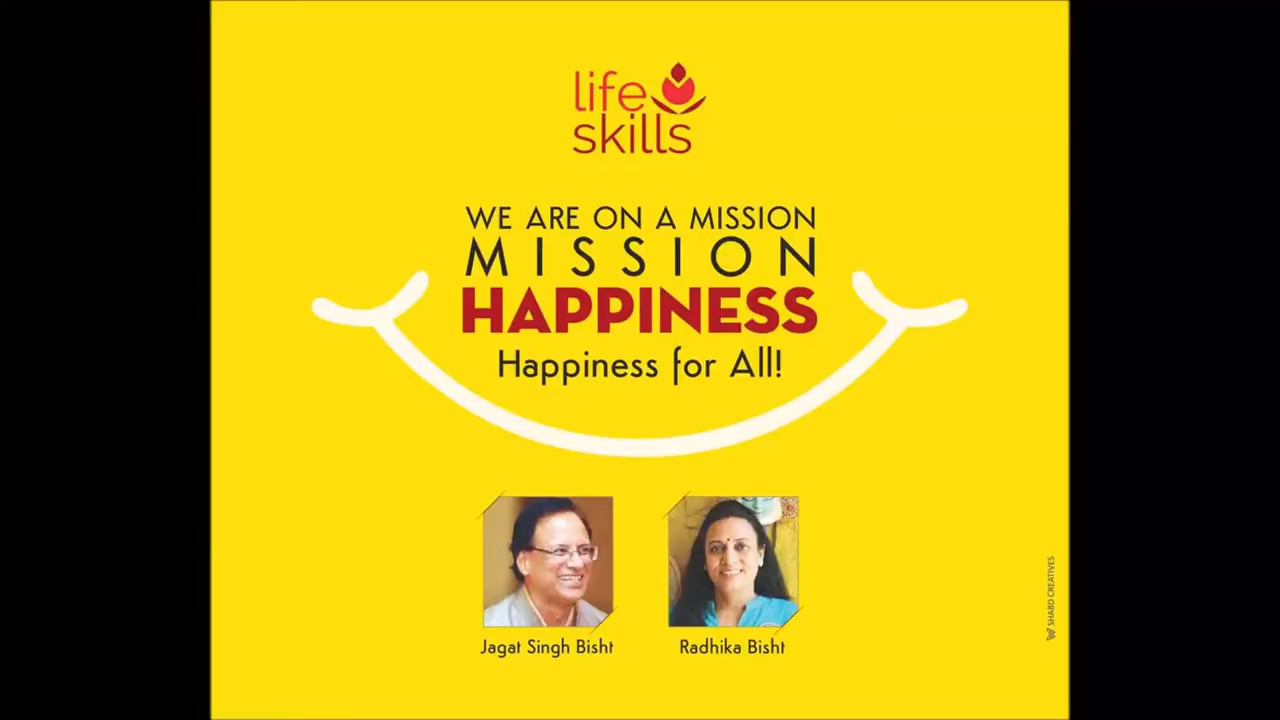 life
skills
WE ARE ON A MISSION
MISSION
HAPPINESS
Happiness for All!
Jagat Singh Bisht
Radhika Bisht
SHABD CREATIVES